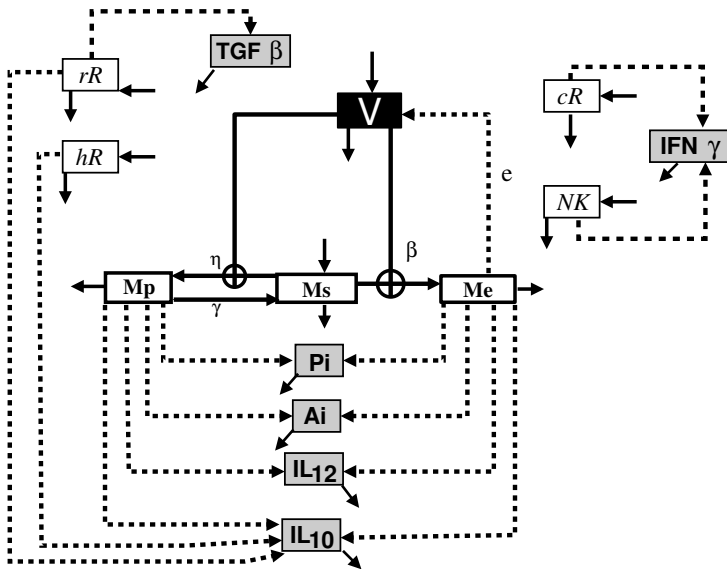 TGF β
rR
cR
V
IFN γ
hR
e
NK
η
β
Mp
Ms
Me
γ
Pi
Ai
IL12
IL10